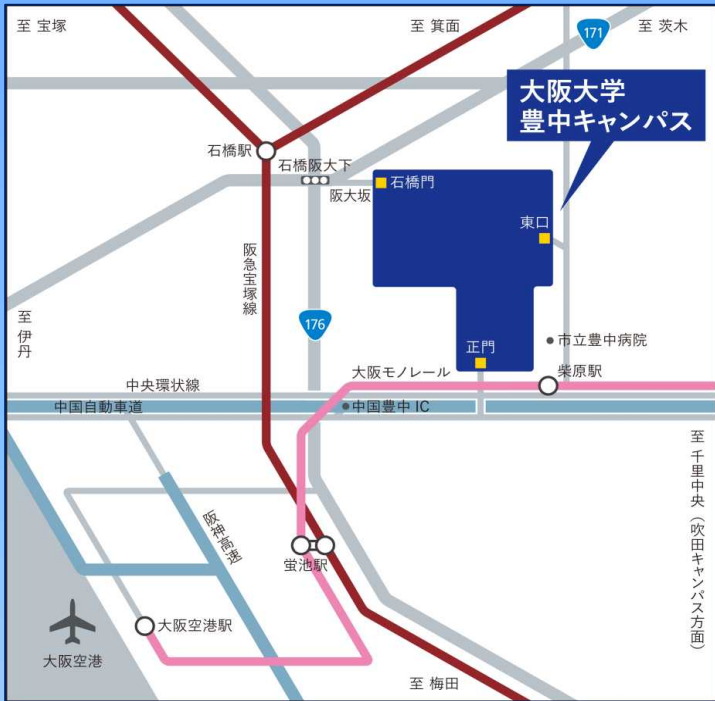 至 宝塚
至 箕面
171
至 茨木
大阪大学
豊中キャンパス
石橋駅
石橋阪大下
阪大坂
石橋門
東口
阪急宝塚線
至 伊丹
176
市立豊中病院
正門
大阪モノレール
柴原駅
中央環状線
中国自動車道
中国豊中 IC
至 千里中央（吹田キャンパス方面）
阪神高速
蛍池駅
大阪空港駅
大阪空港
至 梅田